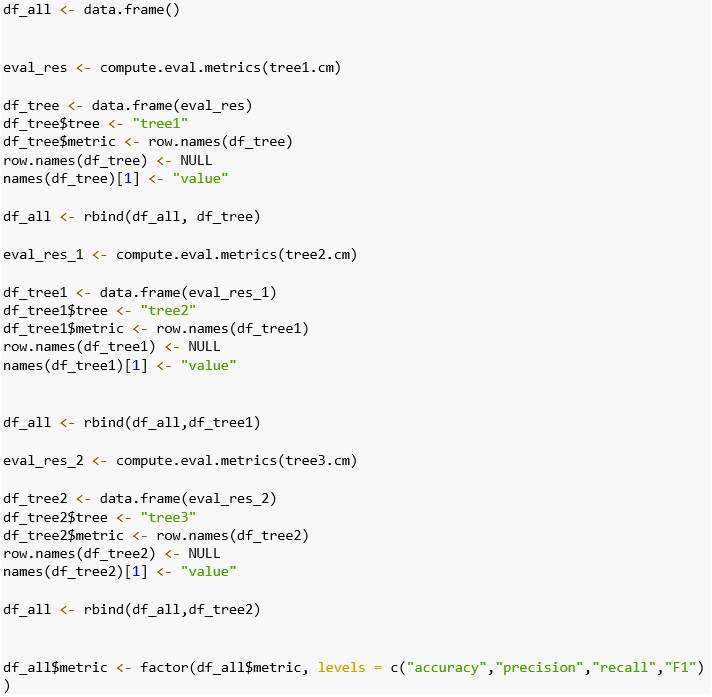 df_all <- data.frame()
eval_res <- compute.eval.metrics(tree1.cm)
df_tree <- data.frame(eval_res)
df_tree$tree <- "tree1"
df_tree$metric <- row.names(df_tree)
row.names(df_tree) <- NULL
names(df_tree)[1] <- "value"
df_all <- rbind(df_all, df_tree)
eval_res_1 <- compute.eval.metrics(tree2.cm)
df_tree1 <- data.frame(eval_res_1)
df_tree1$tree <- "tree2"
df_tree1$metric <- row.names(df_tree1)
row.names(df_tree1) <- NULL
names(df_tree1)[1] <- "value"
df_all <- rbind(df_all,df_tree1)
eval_res_2 <- compute.eval.metrics(tree3.cm)
df_tree2 <- data.frame(eval_res_2)
df_tree2$tree <- "tree3"
df_tree2$metric <- row.names(df_tree2)
row.names(df_tree2) <- NULL
names(df_tree2)[1] <- "value"
df_all <- rbind(df_all,df_tree2)
df_all$metric <- factor(df_all$metric, levels = c("accuracy","precision","recall","F1")
)